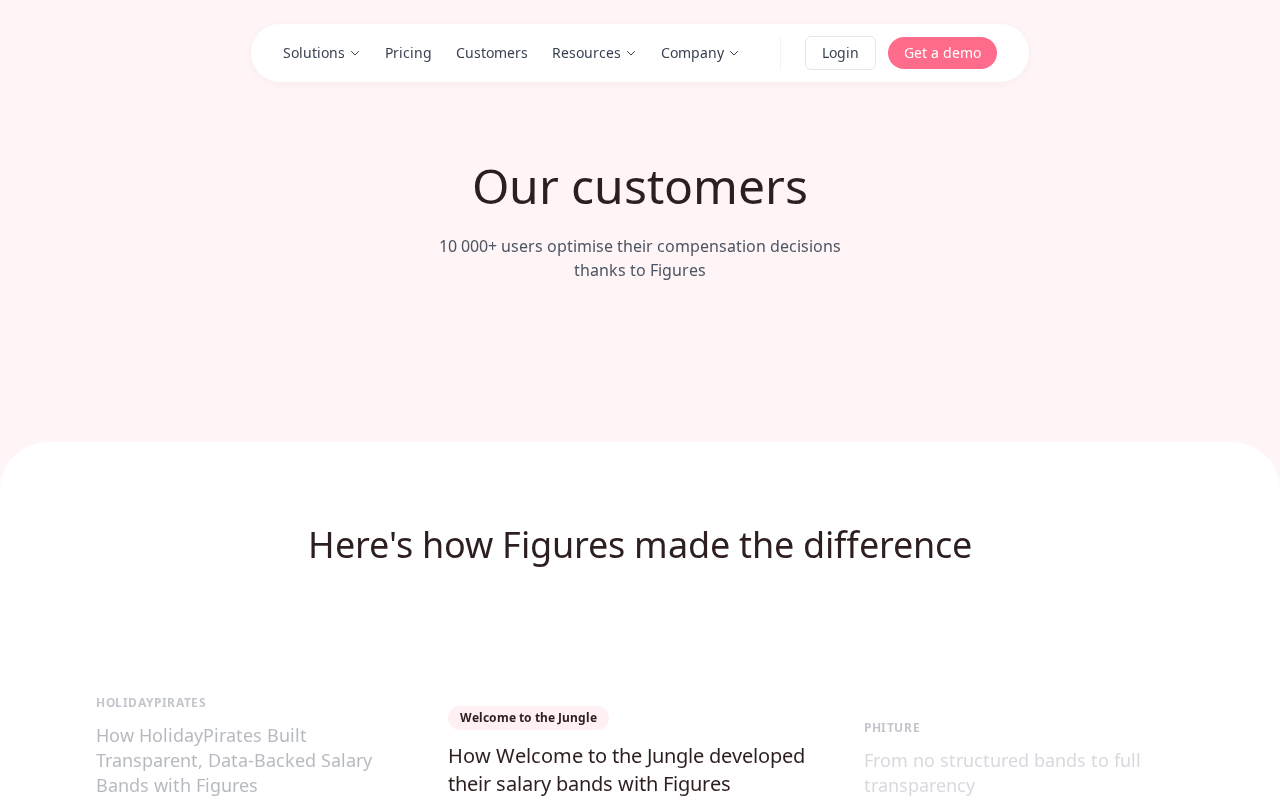 Solutions
Pricing
Customers
Resources
Company
Login
Get a demo
Our customers
10 000+ users optimise their compensation decisions
thanks to Figures
Here's how Figures made the difference
HOLIDAYPIRATES
How HolidayPirates Built
Transparent, Data-Backed Salary
Bands with Figures
Welcome to the Jungle
How Welcome to the Jungle developed
their salary bands with Figures
PHITURE
From no structured bands to full
transparency